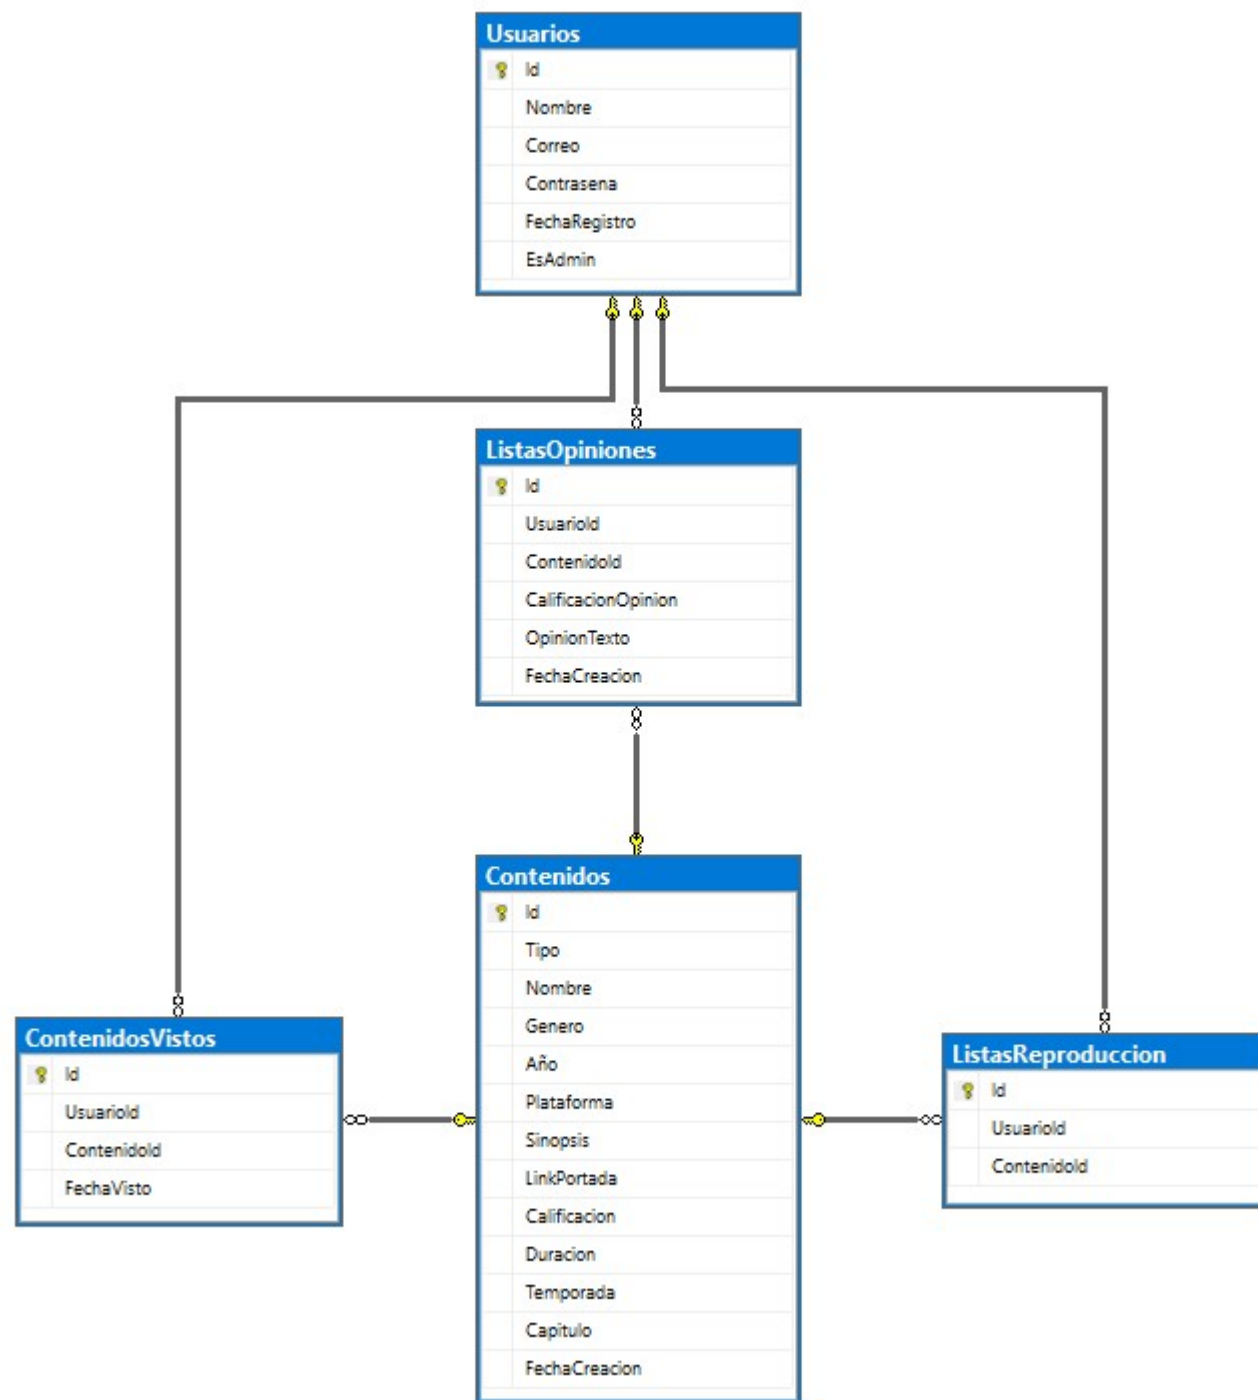 Usuarios
Id
Nombre
Correo
Contrasena
FechaRegistro
EsAdmin
ListasOpiniones
Id
UsuarioId
ContenidoId
CalificacionOpinion
OpinionTexto
FechaCreacion
Contenidos
Id
Tipo
Nombre
Genero
Año
Plataforma
Sinopsis
LinkPortada
Calificacion
Duracion
Temporada
Capitulo
FechaCreacion
ContenidosVistos
Id
UsuarioId
ContenidoId
FechaVisto
ListasReproduccion
Id
UsuarioId
ContenidoId